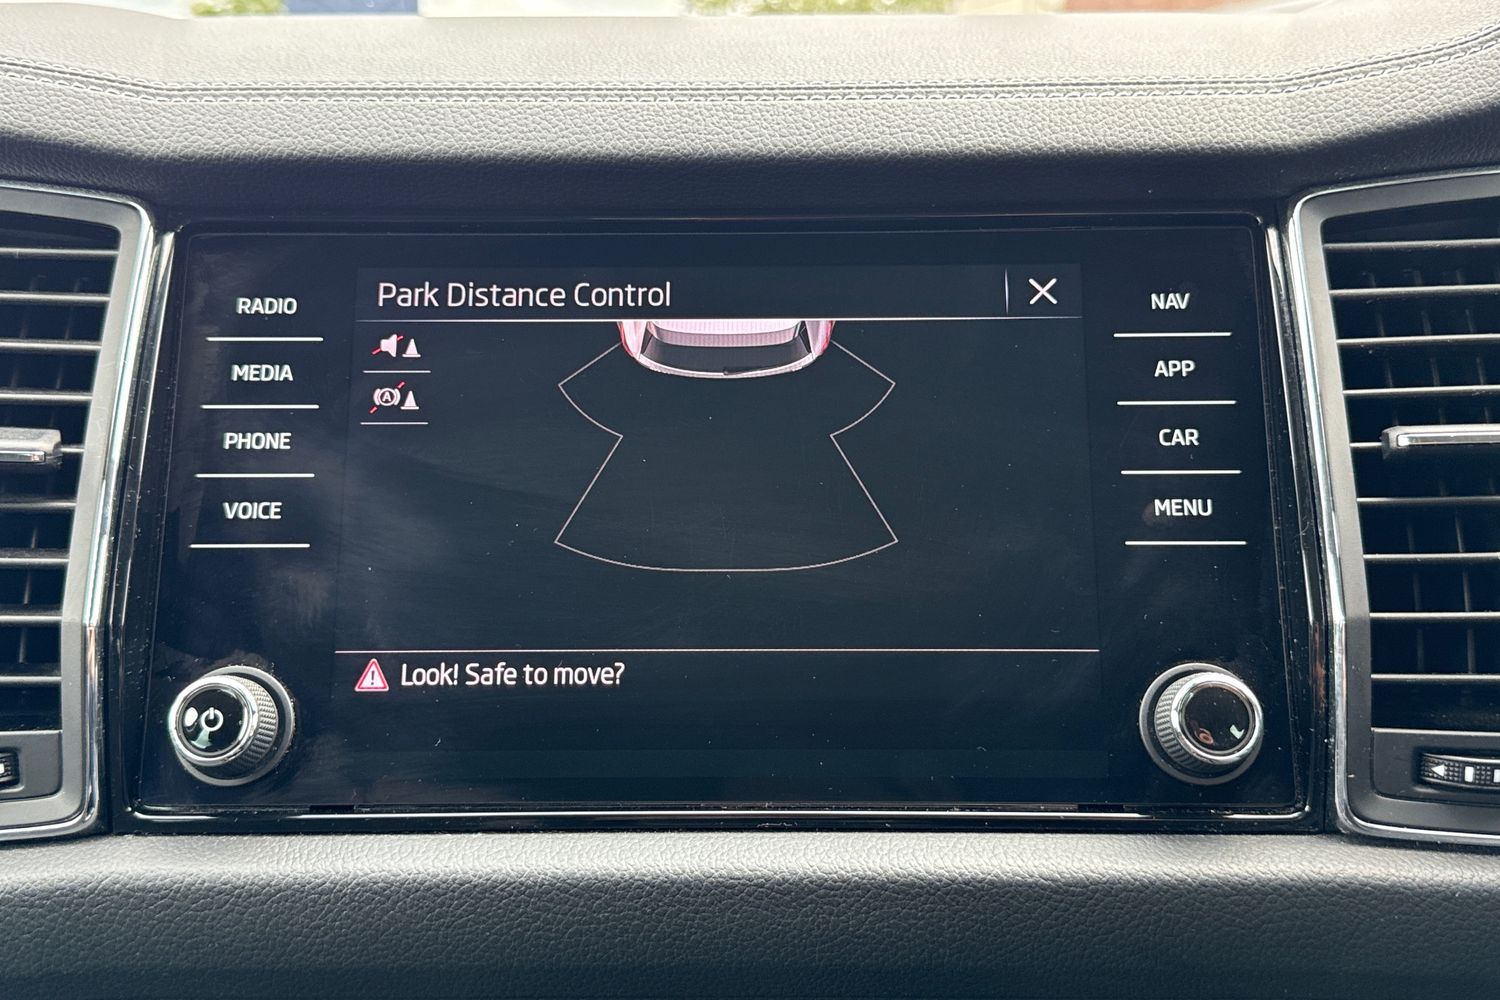 Park Distance Control
RADIO
MEDIA
PHONE
VOICE
A
NAV
APP
CAR
MENU
Look! Safe to move?